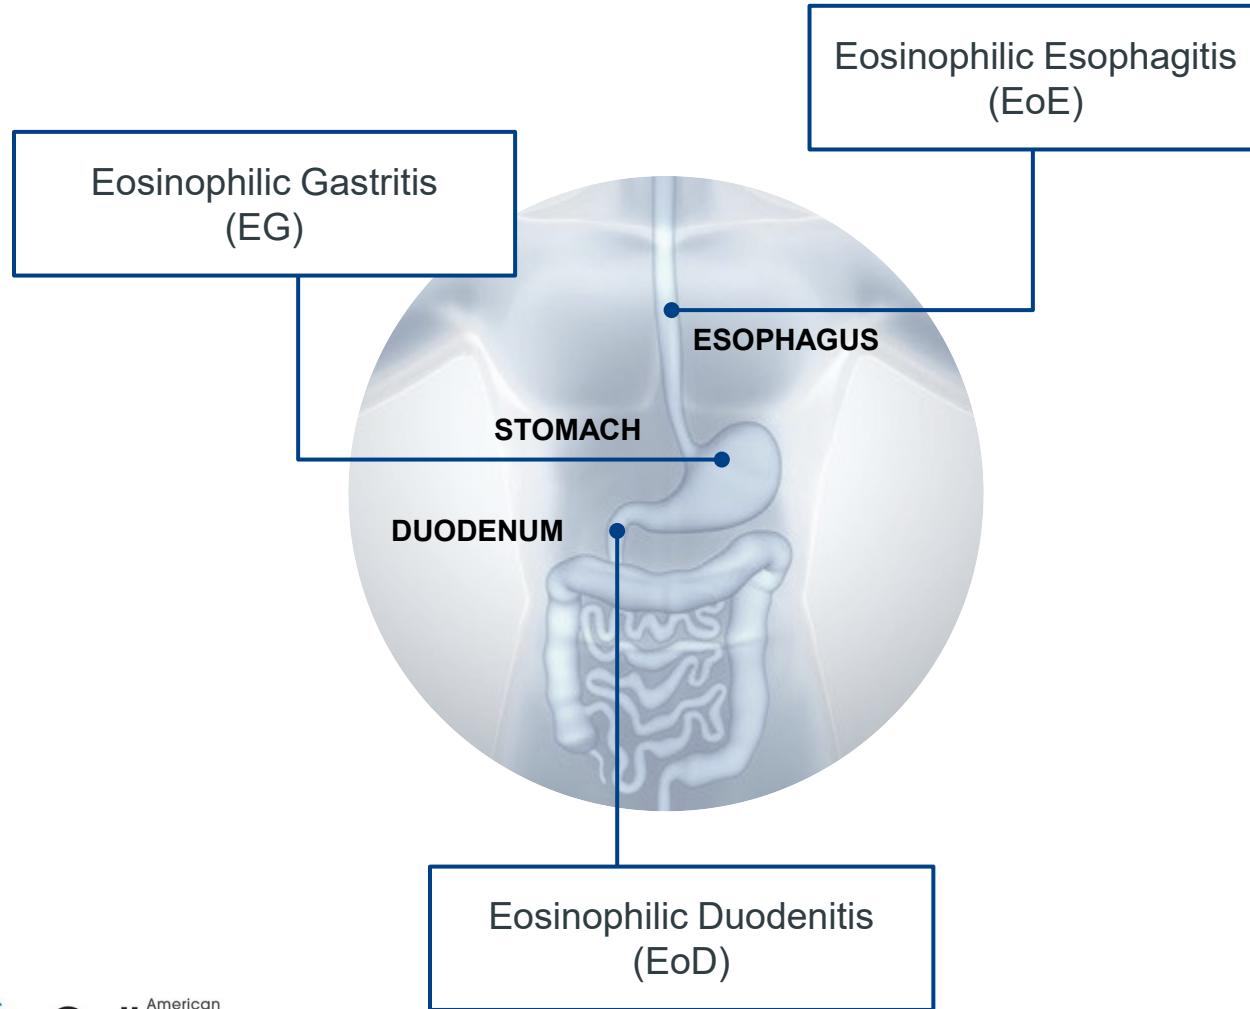 Eosinophilic Esophagitis
(EoE)
Eosinophilic Gastritis
(EG)
ESOPHAGUS
STOMACH
DUODENUM
Eosinophilic Duodenitis
(EoD)
American